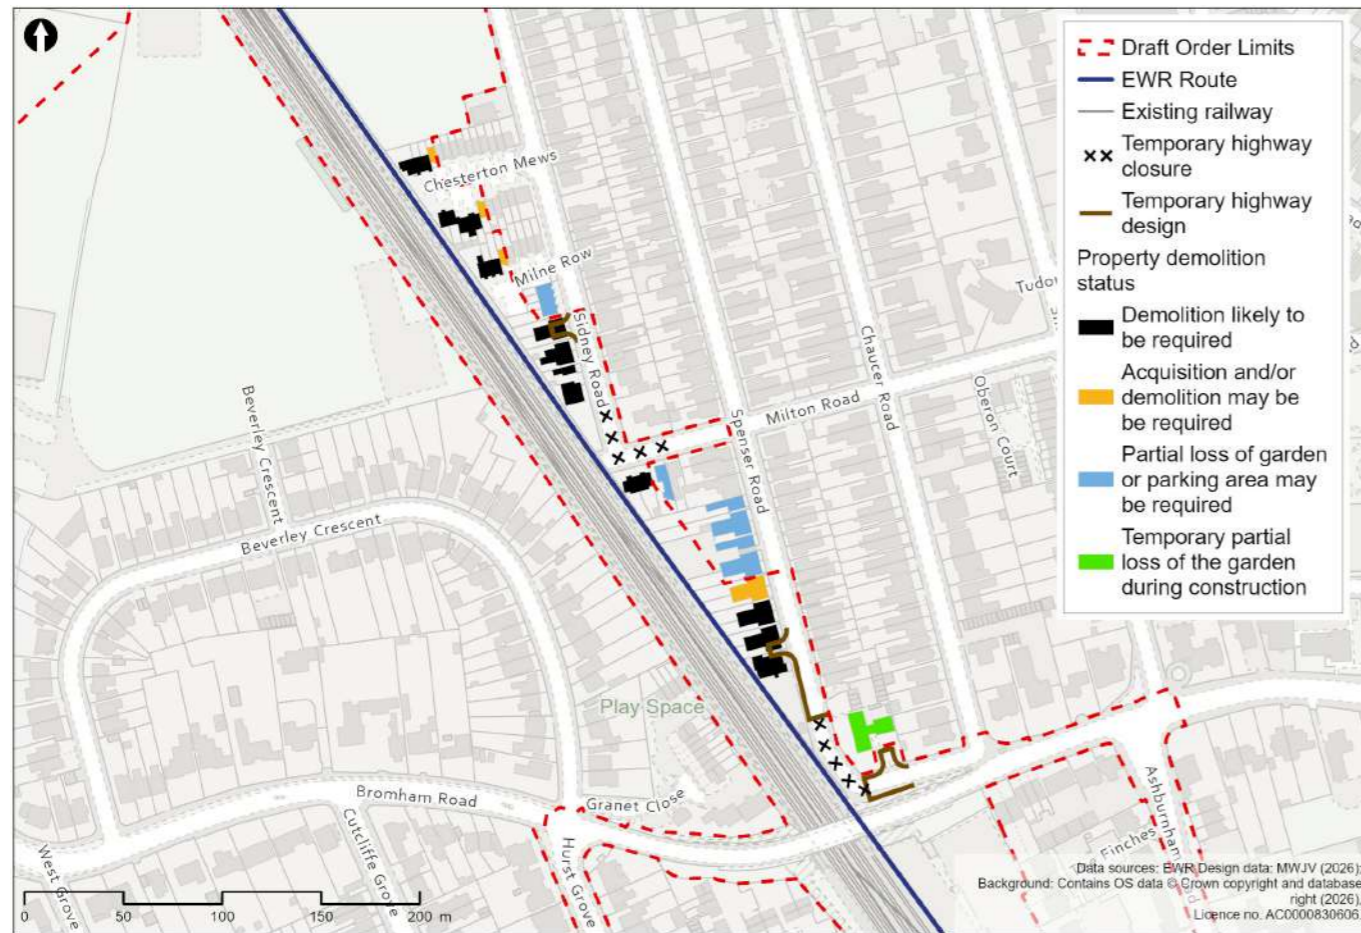 Draft Order Limits
EWR Route
Existing railway
Temporary highway
closure
Temporary highway
design
Property demolition
status
Demolition likely to
be required
Acquisition and/or
demolition may be
be required
Partial loss of garden
or parking area may
be required
Temporary partial
loss of the garden
during construction
Chesterton Mews
Milne Row
Sidney Road
Milton Road
Spenser Road
Chaucer Road
Oberon Court
Beverley Crescent
Beverley Crescent
Play Space
Granet Close
Bromham Road
Cutcliffe Grove
West Grove
Hurst Grove
Finches
Ashburnham
Data sources: EWR Design data: MWJV (2026);
Background: Contains OS data © Crown copyright and database
right (2026).
Licence no. AC0000830606.
0 50 100 150 200 m